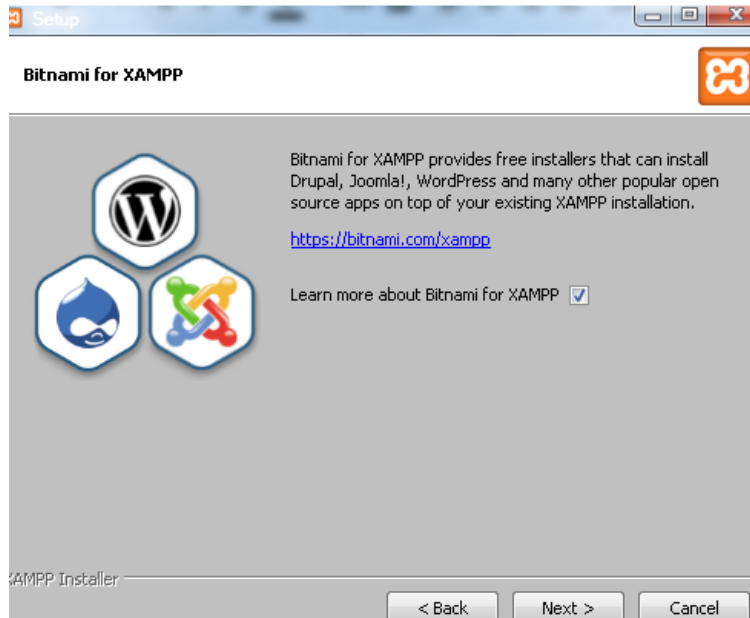 Setup
Bitnami for XAMPP
Bitnami for XAMPP provides free installers that can install
Drupal, Joomla!, WordPress and many other popular open
source apps on top of your existing XAMPP installation.
https://bitnami.com/xampp
Learn more about Bitnami for XAMPP
XAMPP Installer
< Back Next > Cancel